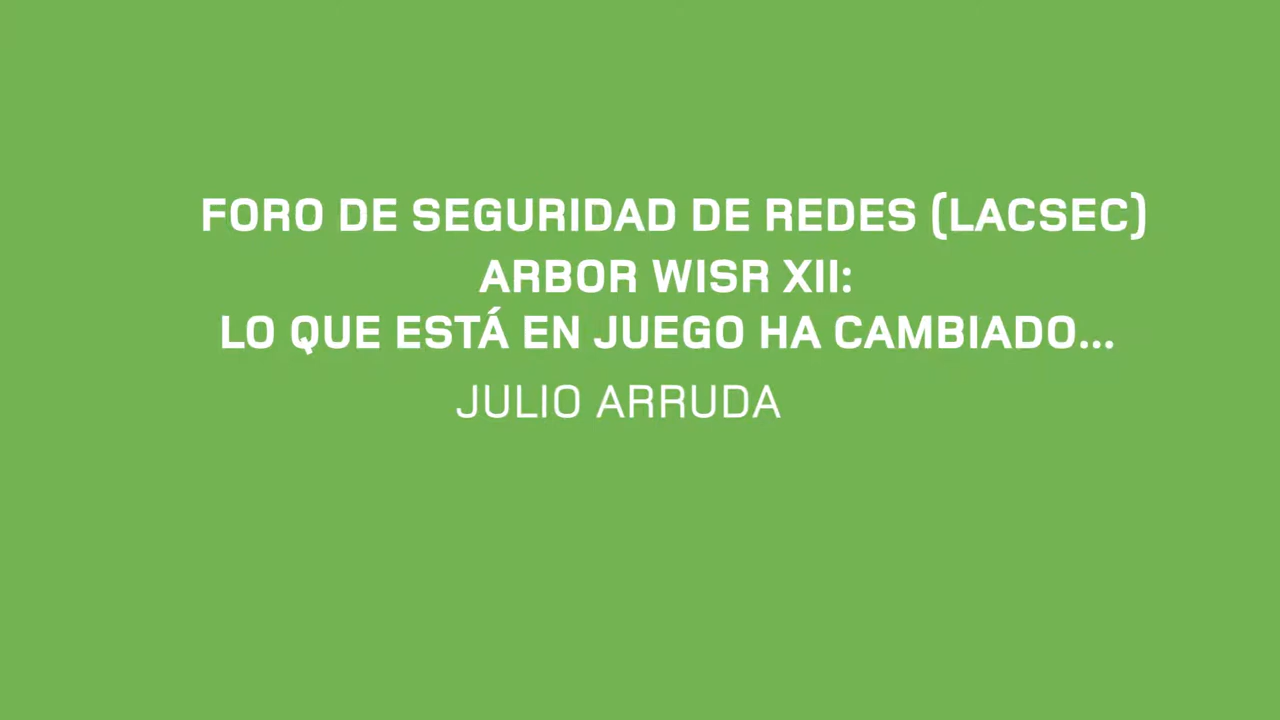 FORO DE SEGURIDAD DE REDES (LACSEC)
ARBOR WISR XII:
LO QUE ESTÁ EN JUEGO HA CAMBIADO...
JULIO ARRUDA